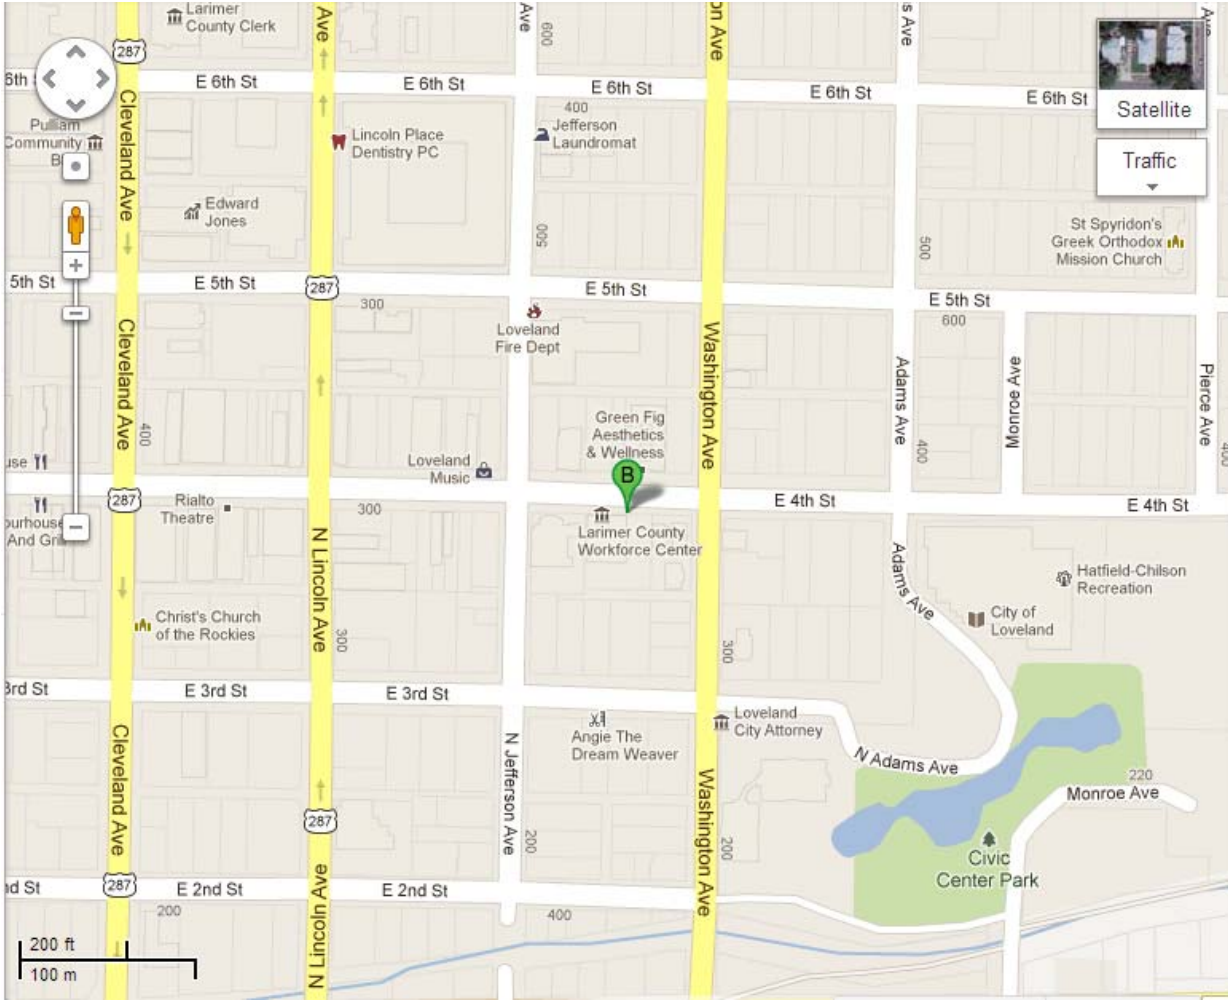 Larimer
County Clerk
Ave
Ave
600
on Ave
s Ave
Ave
287
6th
E 6th St
E 6th St
E 6th St
E 6th St
E 6th St
Satellite
Traffic
Pulliam
Community
B
Cleveland Ave
Lincoln Place
Dentistry PC
400
Jefferson
Laundromat
Edward
Jones
500
500
St Spyridon's
Greek Orthodox
Mission Church
5th St
E 5th St
287
300
E 5th St
E 5th St
600
Loveland
Fire Dept
Cleveland Ave
400
Washington Ave
Adams Ave
400
Monroe Ave
Pierce Ave
400
Green Fig
Aesthetics
& Wellness
Loveland
Music
use
B
287
Rialto
Theatre
300
E 4th St
E 4th St
ourhouse
And Gril
Larimer County
Workforce Center
N Lincoln Ave
300
Adams Ave
Hatfield-Chilson
Recreation
City of
Loveland
Christ's Church
of the Rockies
300
3rd St
E 3rd St
E 3rd St
Angie The
Dream Weaver
Loveland
City Attorney
Cleveland Ave
N Jefferson Ave
200
Washington Ave
200
N Adams Ave
220
Monroe Ave
287
Civic
Center Park
287
nd St
E 2nd St
E 2nd St
N Lincoln Ave
200
400
200 ft
100 m